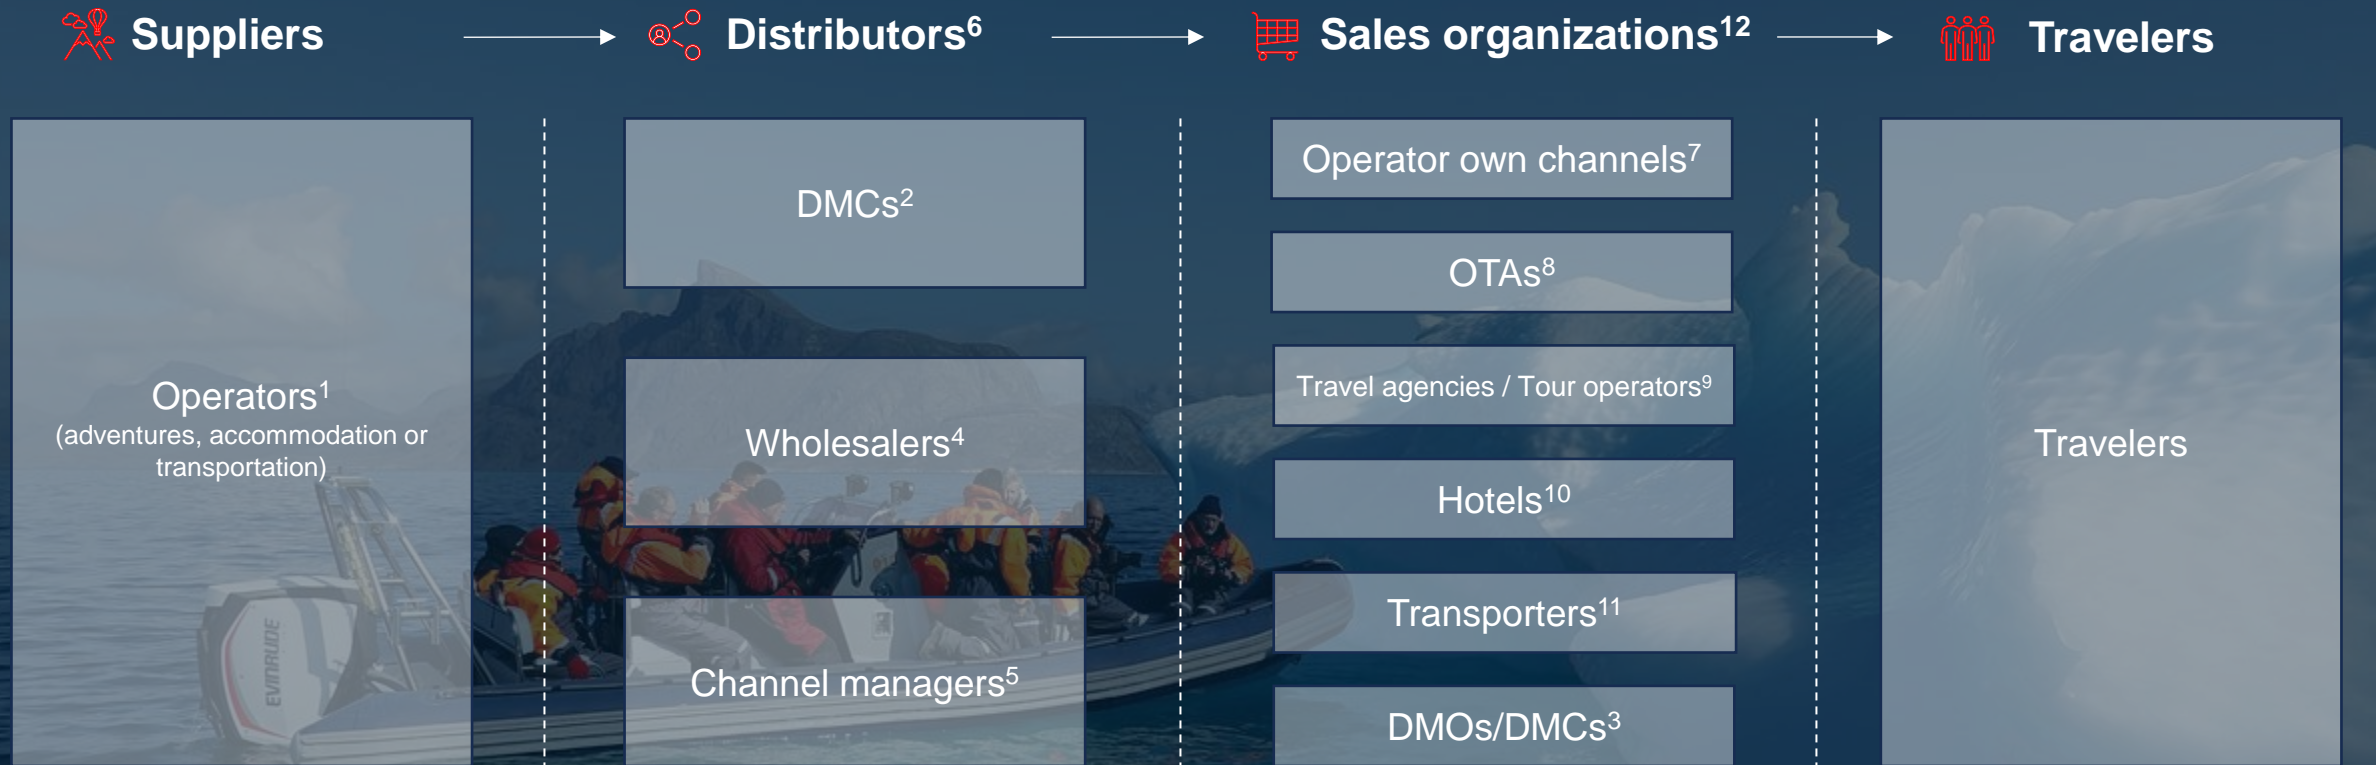 Suppliers
Distributors⁶
Sales organizations¹²
Travelers
Operators¹
(adventures, accommodation or
transportation)
EVINRUDE
DMCs²
Wholesalers⁴
Channel managers⁵
Operator own channels⁷
OTAs⁸
Travel agencies / Tour operators⁹
Hotels¹⁰
Transporters¹¹
DMOs/DMCs³
Travelers